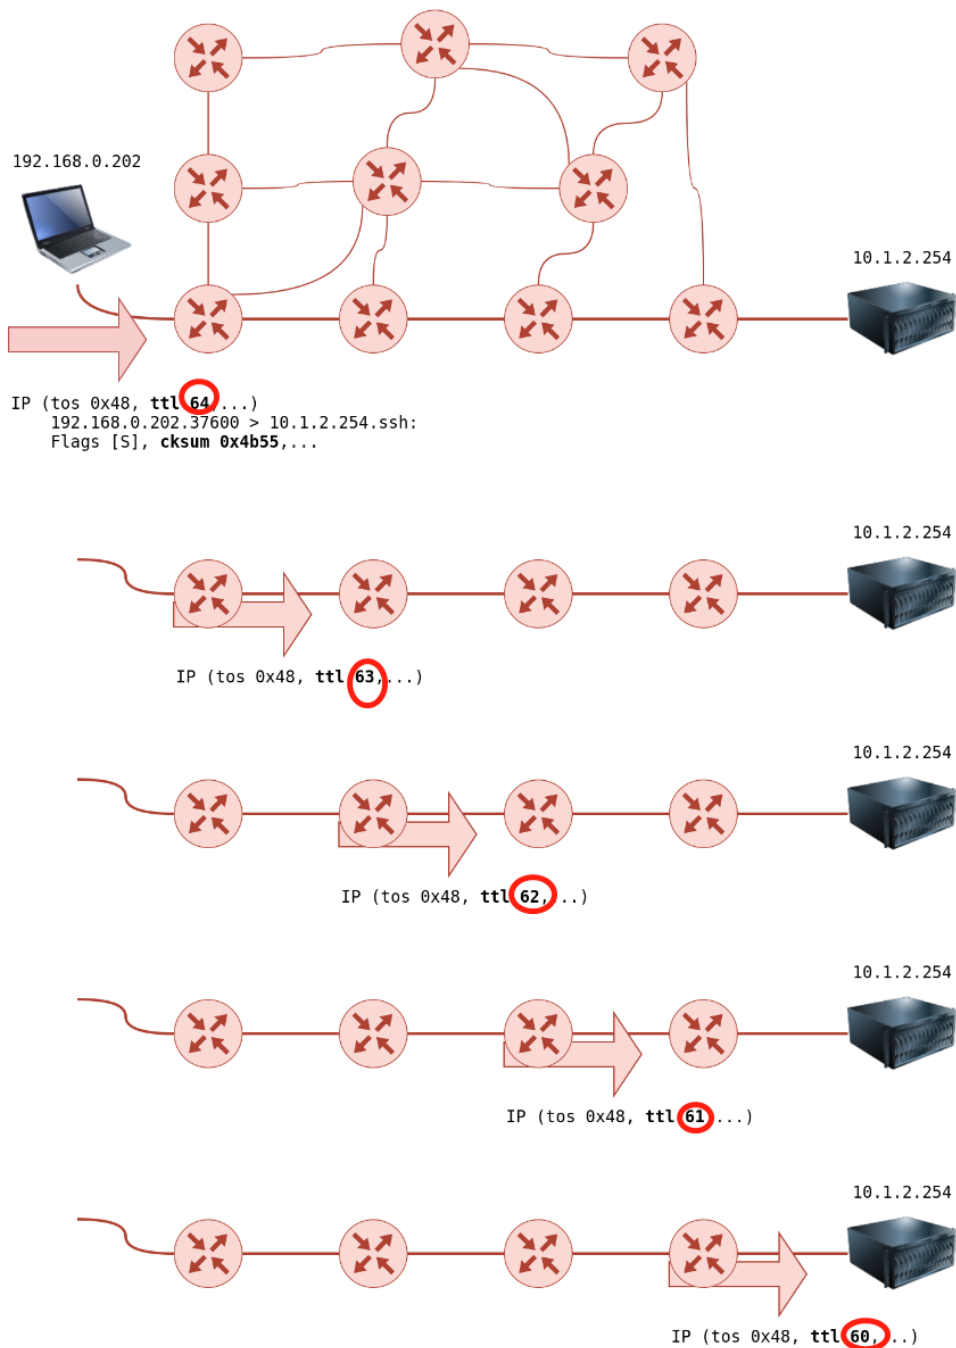 192.168.0.202
10.1.2.254
IP (tos 0x48, ttl 64,...)
192.168.0.202.37600 > 10.1.2.254.ssh:
Flags [S], cksum 0x4b55,...
10.1.2.254
IP (tos 0x48, ttl 63,...)
10.1.2.254
IP (tos 0x48, ttl 62,...)
10.1.2.254
IP (tos 0x48, ttl 61,...)
10.1.2.254
IP (tos 0x48, ttl 60,...)